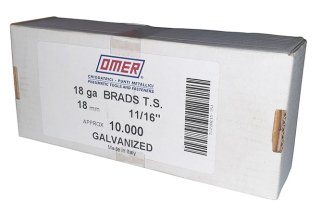 OMER
CHIODATRICI - PUNTI METALLICI
PNEUMATIC TOOLS AND FASTENERS
18 ga BRADS T.S.
18 mm 11/16"
APPROX 10.000
GALVANIZED
Made in Italy